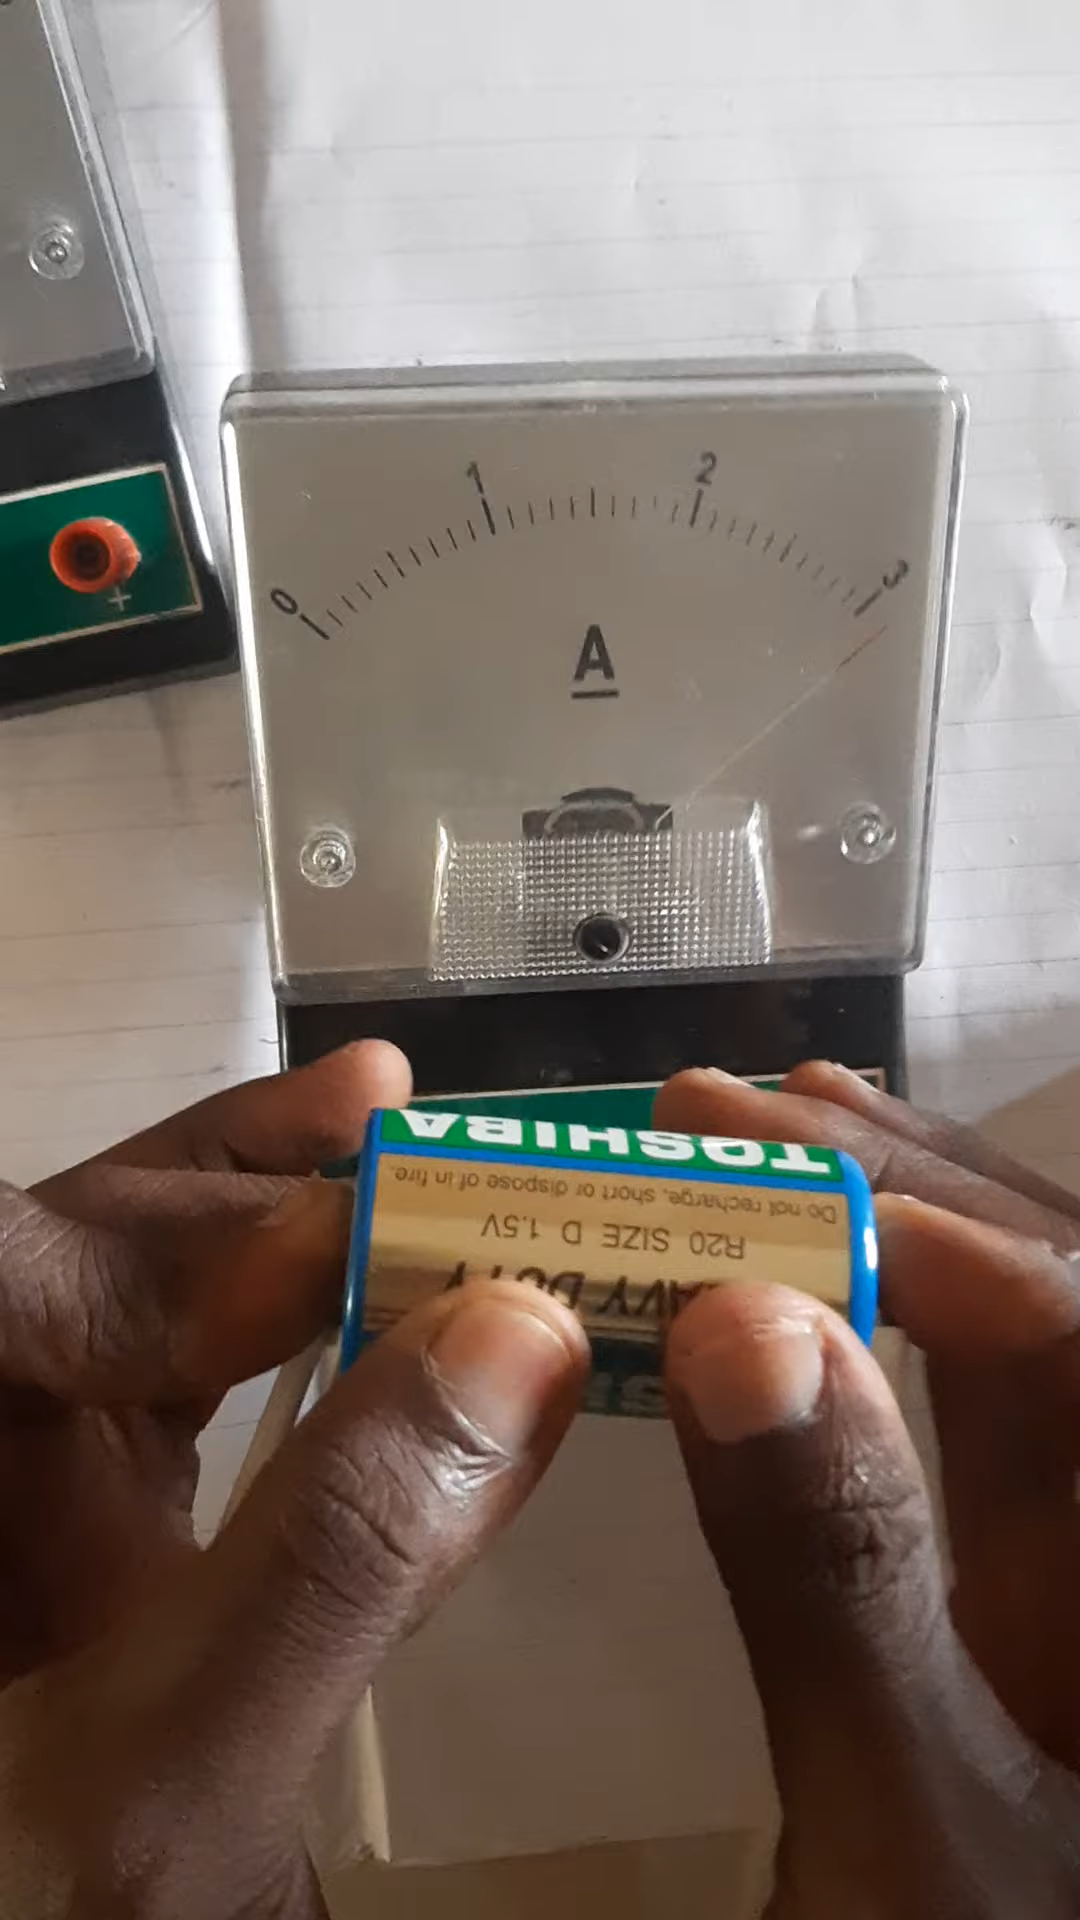 0 1 2 3
A
+
TOSHIBA
Do not recharge, short or dispose of in fire.
R20 SIZE D 1.5V